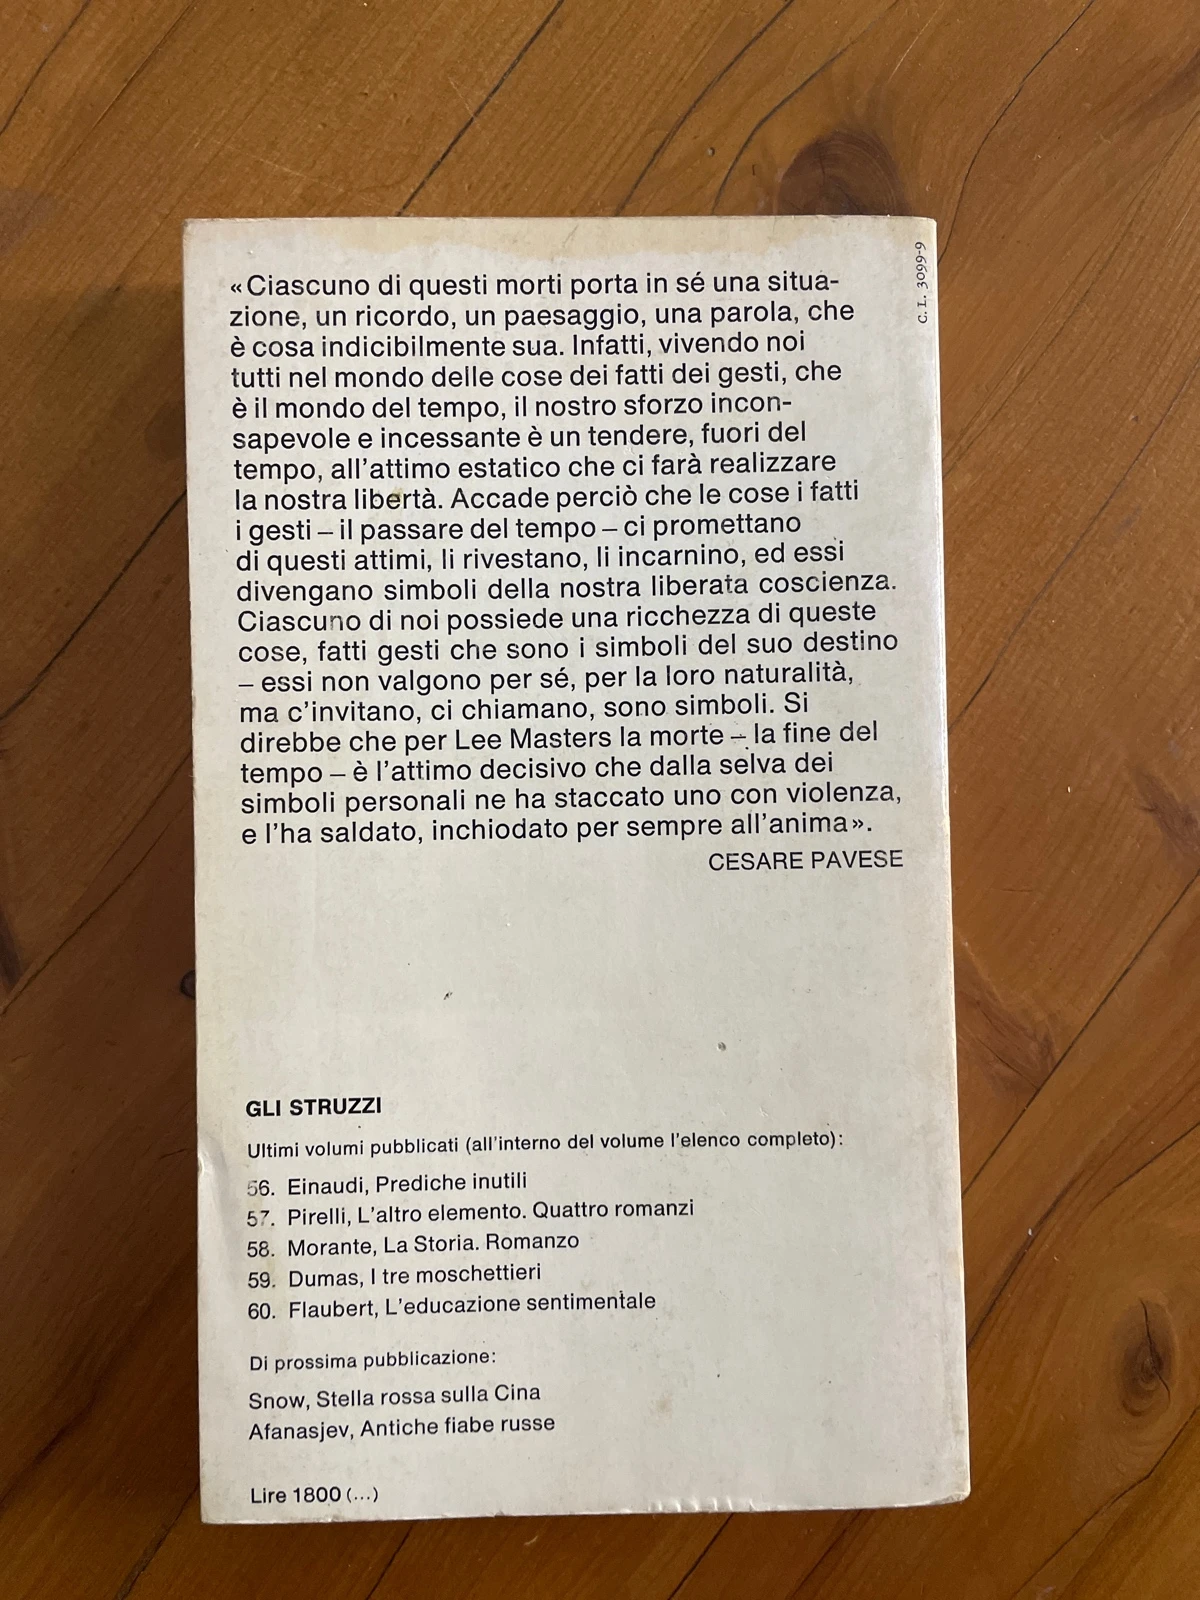 C. L. 3099-9
«Ciascuno di questi morti porta in sé una situa-
zione, un ricordo, un paesaggio, una parola, che
è cosa indicibilmente sua. Infatti, vivendo noi
tutti nel mondo delle cose dei fatti dei gesti, che
è il mondo del tempo, il nostro sforzo incon-
sapevole e incessante è un tendere, fuori del
tempo, all'attimo estatico che ci farà realizzare
la nostra libertà. Accade perciò che le cose i fatti
i gesti – il passare del tempo – ci promettano
di questi attimi, li rivestano, li incarnino, ed essi
divengano simboli della nostra liberata coscienza.
Ciascuno di noi possiede una ricchezza di queste
cose, fatti gesti che sono i simboli del suo destino
– essi non valgono per sé, per la loro naturalità,
ma c'invitano, ci chiamano, sono simboli. Si
direbbe che per Lee Masters la morte – la fine del
tempo – è l'attimo decisivo che dalla selva dei
simboli personali ne ha staccato uno con violenza,
e l'ha saldato, inchiodato per sempre all'anima».
CESARE PAVESE
GLI STRUZZI
Ultimi volumi pubblicati (all'interno del volume l'elenco completo):
56. Einaudi, Prediche inutili
57. Pirelli, L'altro elemento. Quattro romanzi
58. Morante, La Storia. Romanzo
59. Dumas, I tre moschettieri
60. Flaubert, L'educazione sentimentale
Di prossima pubblicazione:
Snow, Stella rossa sulla Cina
Afanasjev, Antiche fiabe russe
Lire 1800 (...)